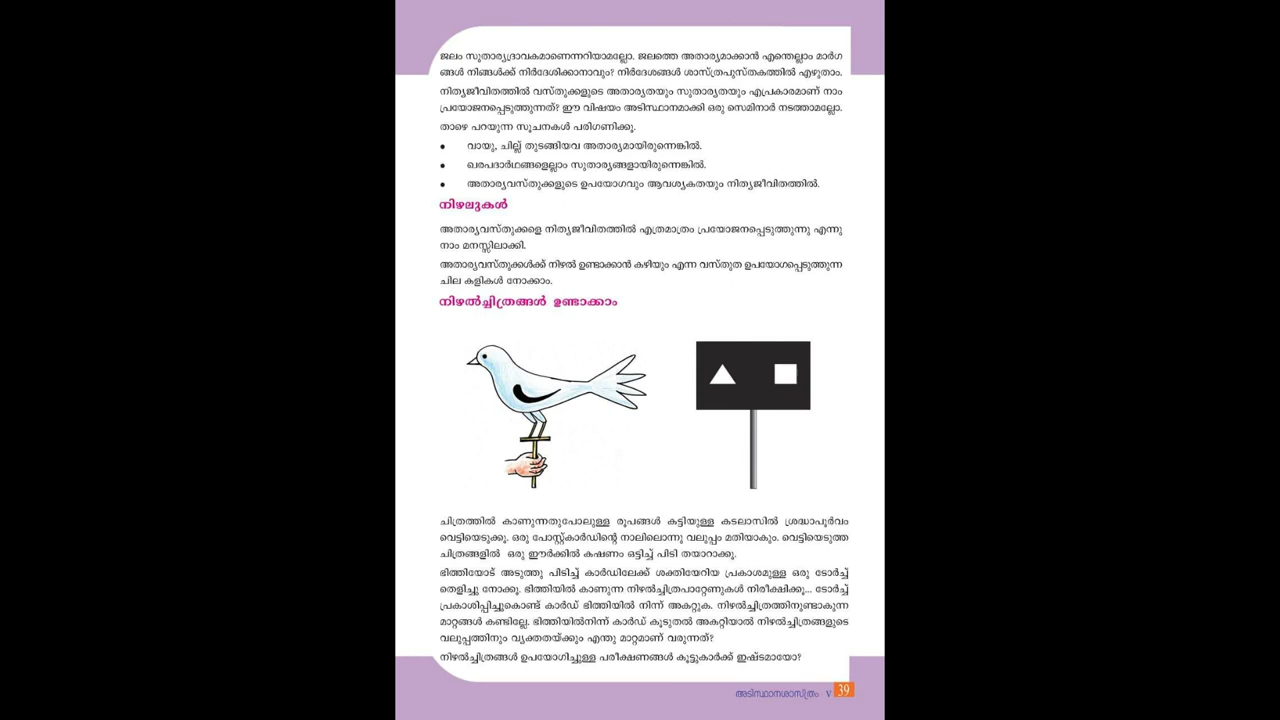 ജലം സുതാര്യദ്രാവകമാണെന്നറിയാമല്ലോ. ജലത്തെ അതാര്യമാക്കാൻ എന്തെല്ലാം മാർഗ
ങ്ങൾ നിങ്ങൾക്ക് നിർദേശിക്കാനാവും? നിർദേശങ്ങൾ ശാസ്ത്രപുസ്തകത്തിൽ എഴുതാം.
നിത്യജീവിതത്തിൽ വസ്തുക്കളുടെ അതാര്യതയും സുതാര്യതയും എപ്രകാരമാണ് നാം
പ്രയോജനപ്പെടുത്തുന്നത്? ഈ വിഷയം അടിസ്ഥാനമാക്കി ഒരു സെമിനാർ നടത്താമല്ലോ.
താഴെ പറയുന്ന സൂചനകൾ പരിഗണിക്കൂ.
• വായു, ചില്ല് തുടങ്ങിയവ അതാര്യമായിരുന്നെങ്കിൽ.
• ഖരപദാർഥങ്ങളെല്ലാം സുതാര്യങ്ങളായിരുന്നെങ്കിൽ.
• അതാര്യവസ്തുക്കളുടെ ഉപയോഗവും ആവശ്യകതയും നിത്യജീവിതത്തിൽ.
നിഴലുകൾ
അതാര്യവസ്തുക്കളെ നിത്യജീവിതത്തിൽ എത്രമാത്രം പ്രയോജനപ്പെടുത്തുന്നു എന്നു
നാം മനസ്സിലാക്കി.
അതാര്യവസ്തുക്കൾക്ക് നിഴൽ ഉണ്ടാക്കാൻ കഴിയും എന്ന വസ്തുത ഉപയോഗപ്പെടുത്തുന്ന
ചില കളികൾ നോക്കാം.
നിഴൽച്ചിത്രങ്ങൾ ഉണ്ടാക്കാം
ചിത്രത്തിൽ കാണുന്നതുപോലുള്ള രൂപങ്ങൾ കട്ടിയുള്ള കടലാസിൽ ശ്രദ്ധാപൂർവം
വെട്ടിയെടുക്കൂ. ഒരു പോസ്റ്റ്കാർഡിന്റെ നാലിലൊന്നു വലുപ്പം മതിയാകും. വെട്ടിയെടുത്ത
ചിത്രങ്ങളിൽ ഒരു ഈർക്കിൽ കഷണം ഒട്ടിച്ച് പിടി തയാറാക്കൂ.
ഭിത്തിയോട് അടുത്തു പിടിച്ച് കാർഡിലേക്ക് ശക്തിയേറിയ പ്രകാശമുള്ള ഒരു ടോർച്ച്
തെളിച്ചു നോക്കൂ. ഭിത്തിയിൽ കാണുന്ന നിഴൽച്ചിത്രപാറ്റേണുകൾ നിരീക്ഷിക്കൂ... ടോർച്ച്
പ്രകാശിപ്പിച്ചുകൊണ്ട് കാർഡ് ഭിത്തിയിൽ നിന്ന് അകറ്റുക. നിഴൽച്ചിത്രത്തിനുണ്ടാകുന്ന
മാറ്റങ്ങൾ കണ്ടില്ലേ. ഭിത്തിയിൽനിന്ന് കാർഡ് കൂടുതൽ അകറ്റിയാൽ നിഴൽച്ചിത്രങ്ങളുടെ
വലുപ്പത്തിനും വ്യക്തതയ്ക്കും എന്തു മാറ്റമാണ് വരുന്നത്?
നിഴൽച്ചിത്രങ്ങൾ ഉപയോഗിച്ചുള്ള പരീക്ഷണങ്ങൾ കൂട്ടുകാർക്ക് ഇഷ്ടമായോ?
അടിസ്ഥാനശാസ്ത്രം V 39